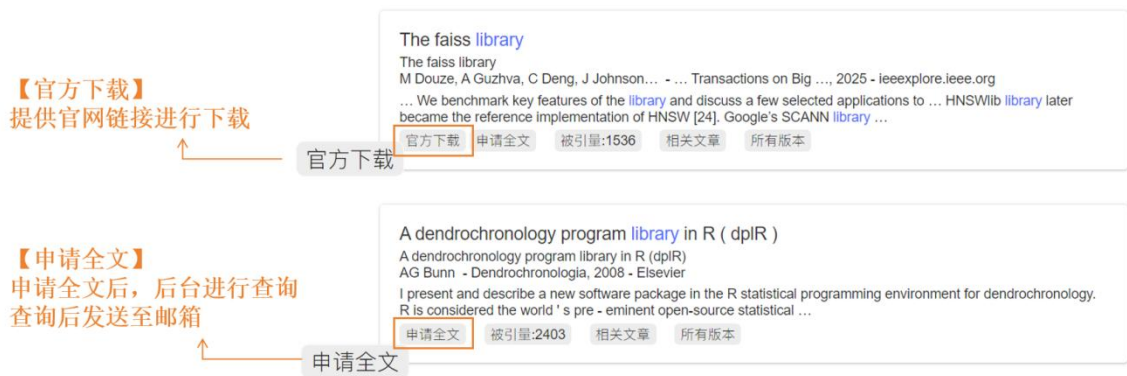 The faiss library
The faiss library
M Douze, A Guzhva, C Deng, J Johnson… - … Transactions on Big …, 2025 - ieeexplore.ieee.org
… We benchmark key features of the library and discuss a few selected applications to … HNSWlib library later
became the reference implementation of HNSW [24]. Google's SCANN library …
官方下载 申请全文 被引量:1536 相关文章 所有版本
【官方下载】
提供官网链接进行下载
官方下载
A dendrochronology program library in R ( dplR )
A dendrochronology program library in R (dplR)
AG Bunn - Dendrochronologia, 2008 - Elsevier
I present and describe a new software package in the R statistical programming environment for dendrochronology.
R is considered the world ' s pre - eminent open-source statistical …
申请全文 被引量:2403 相关文章 所有版本
【申请全文】
申请全文后，后台进行查询
查询后发送至邮箱
申请全文